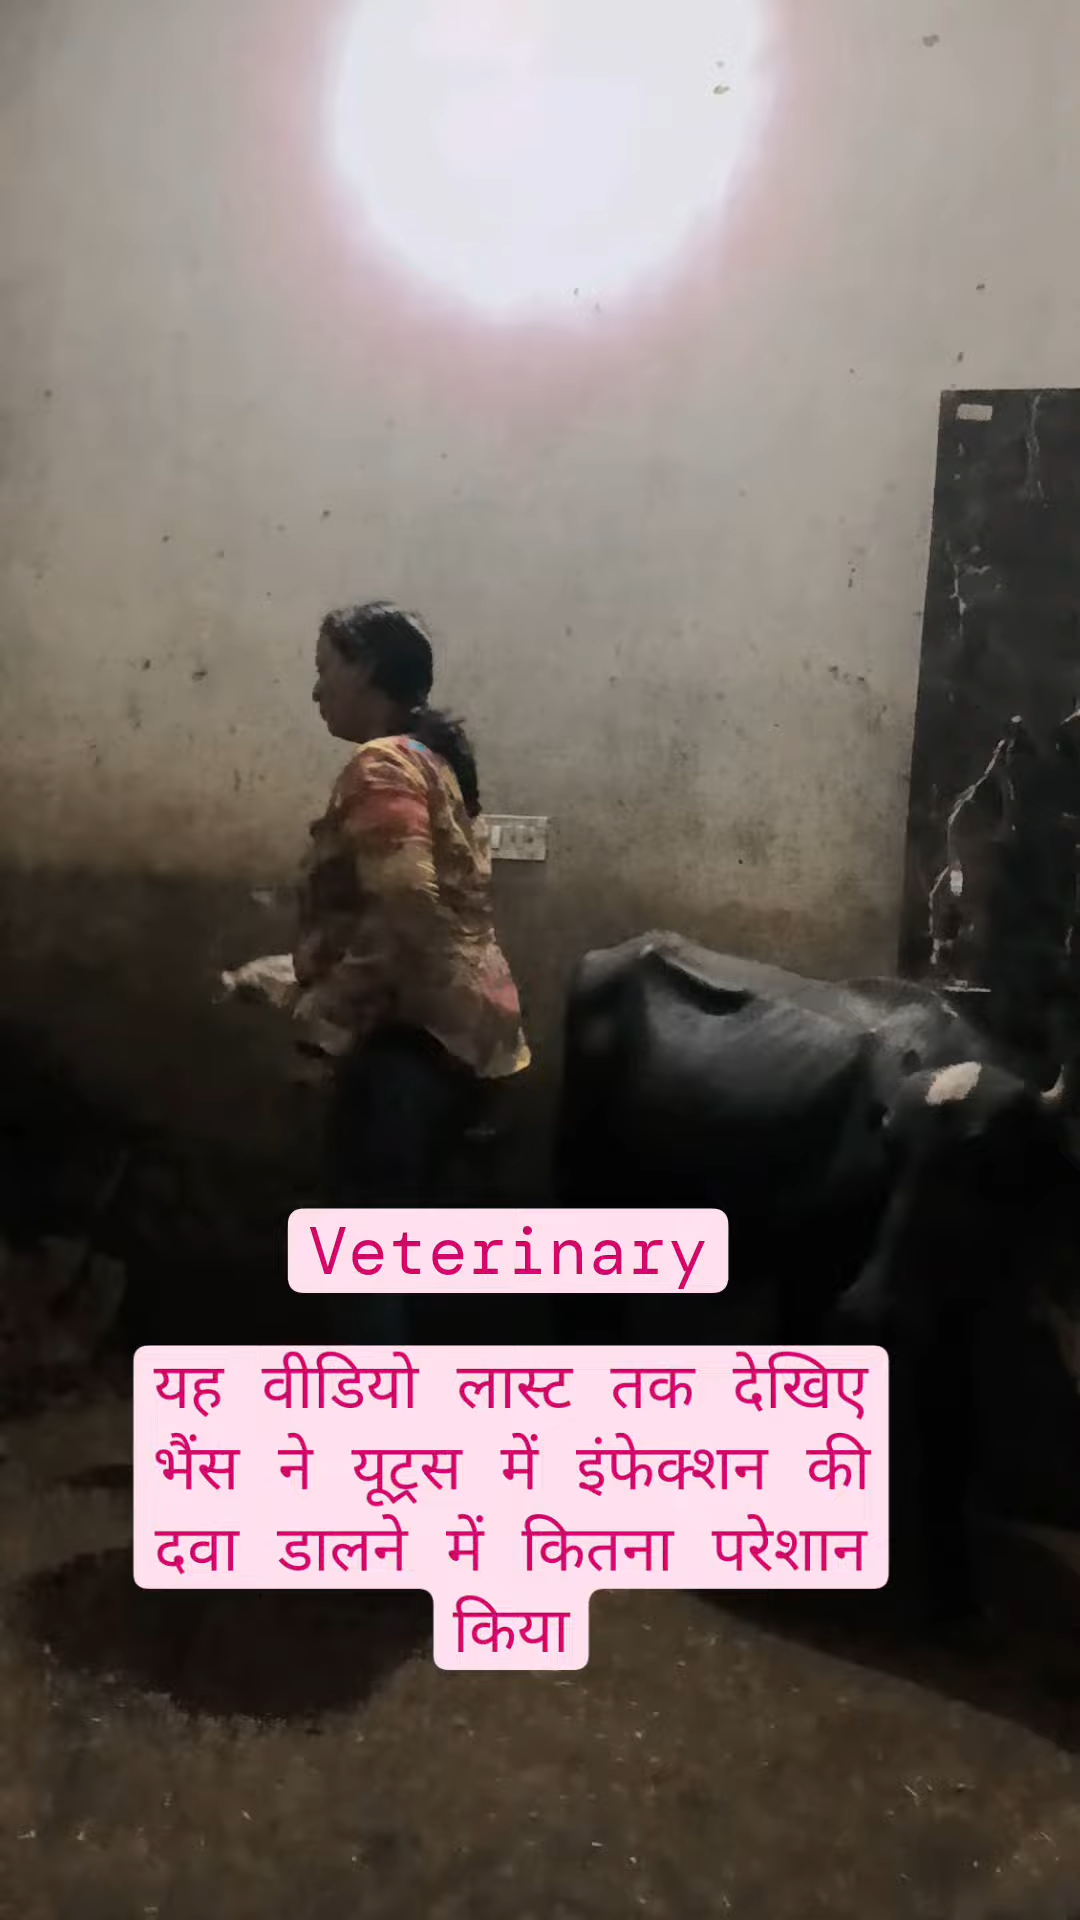 Veterinary
यह वीडियो लास्ट तक देखिए
भैंस ने यूट्रस में इंफेक्शन की
दवा डालने में कितना परेशान
किया